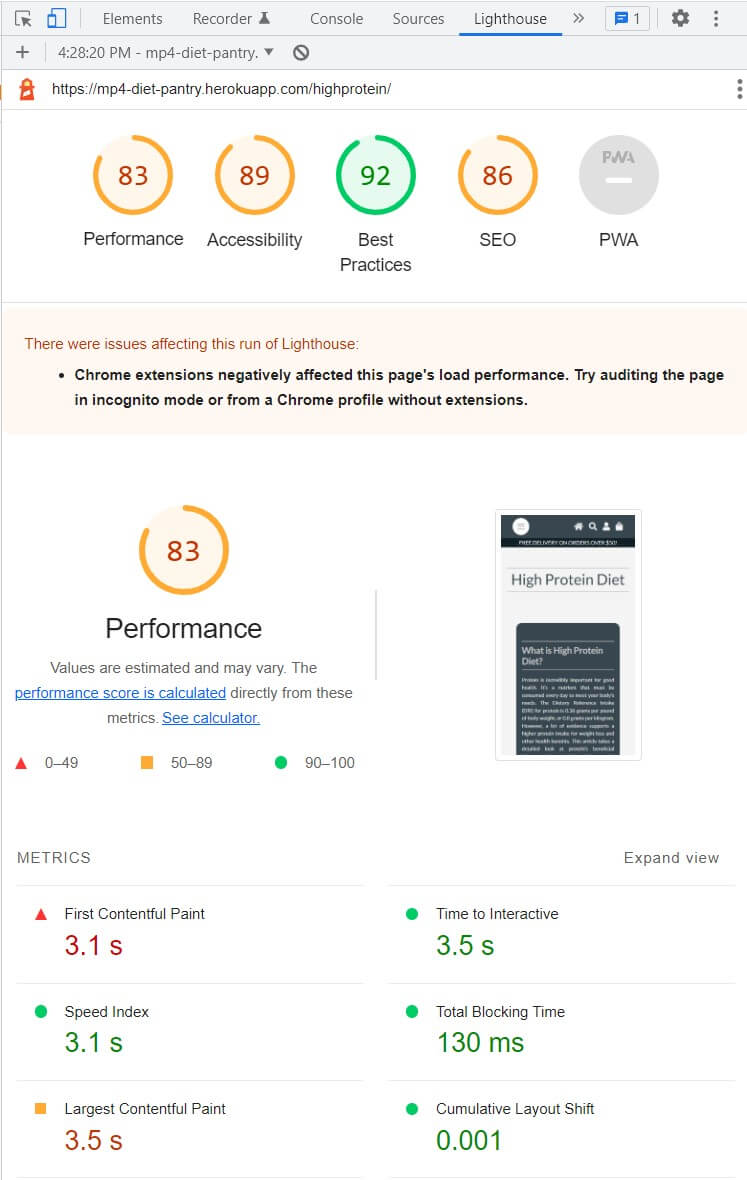 Elements Recorder Console Sources Lighthouse 1
4:28:20 PM - mp4-diet-pantry.
https://mp4-diet-pantry.herokuapp.com/highprotein/
83 89 92 86 PWA
Performance Accessibility Best SEO PWA
Practices
There were issues affecting this run of Lighthouse:
• Chrome extensions negatively affected this page's load performance. Try auditing the page
in incognito mode or from a Chrome profile without extensions.
83
Performance
Values are estimated and may vary. The
performance score is calculated directly from these
metrics. See calculator.
0–49 50–89 90–100
FREE DELIVERY ON ORDERS OVER $50!
High Protein Diet
What is High Protein
Diet?
Protein is incredibly important for good
health. It's a nutrient that must be
consumed every day to meet your body's
needs. The Dietary Reference Intake
(DRI) for protein is 0.36 grams per pound
of body weight, or 0.8 grams per kilogram.
However, a lot of evidence supports a
higher protein intake for weight loss and
other health benefits. This article takes a
detailed look at protein's beneficial
METRICS Expand view
First Contentful Paint
3.1 s
Time to Interactive
3.5 s
Speed Index
3.1 s
Total Blocking Time
130 ms
Largest Contentful Paint
3.5 s
Cumulative Layout Shift
0.001